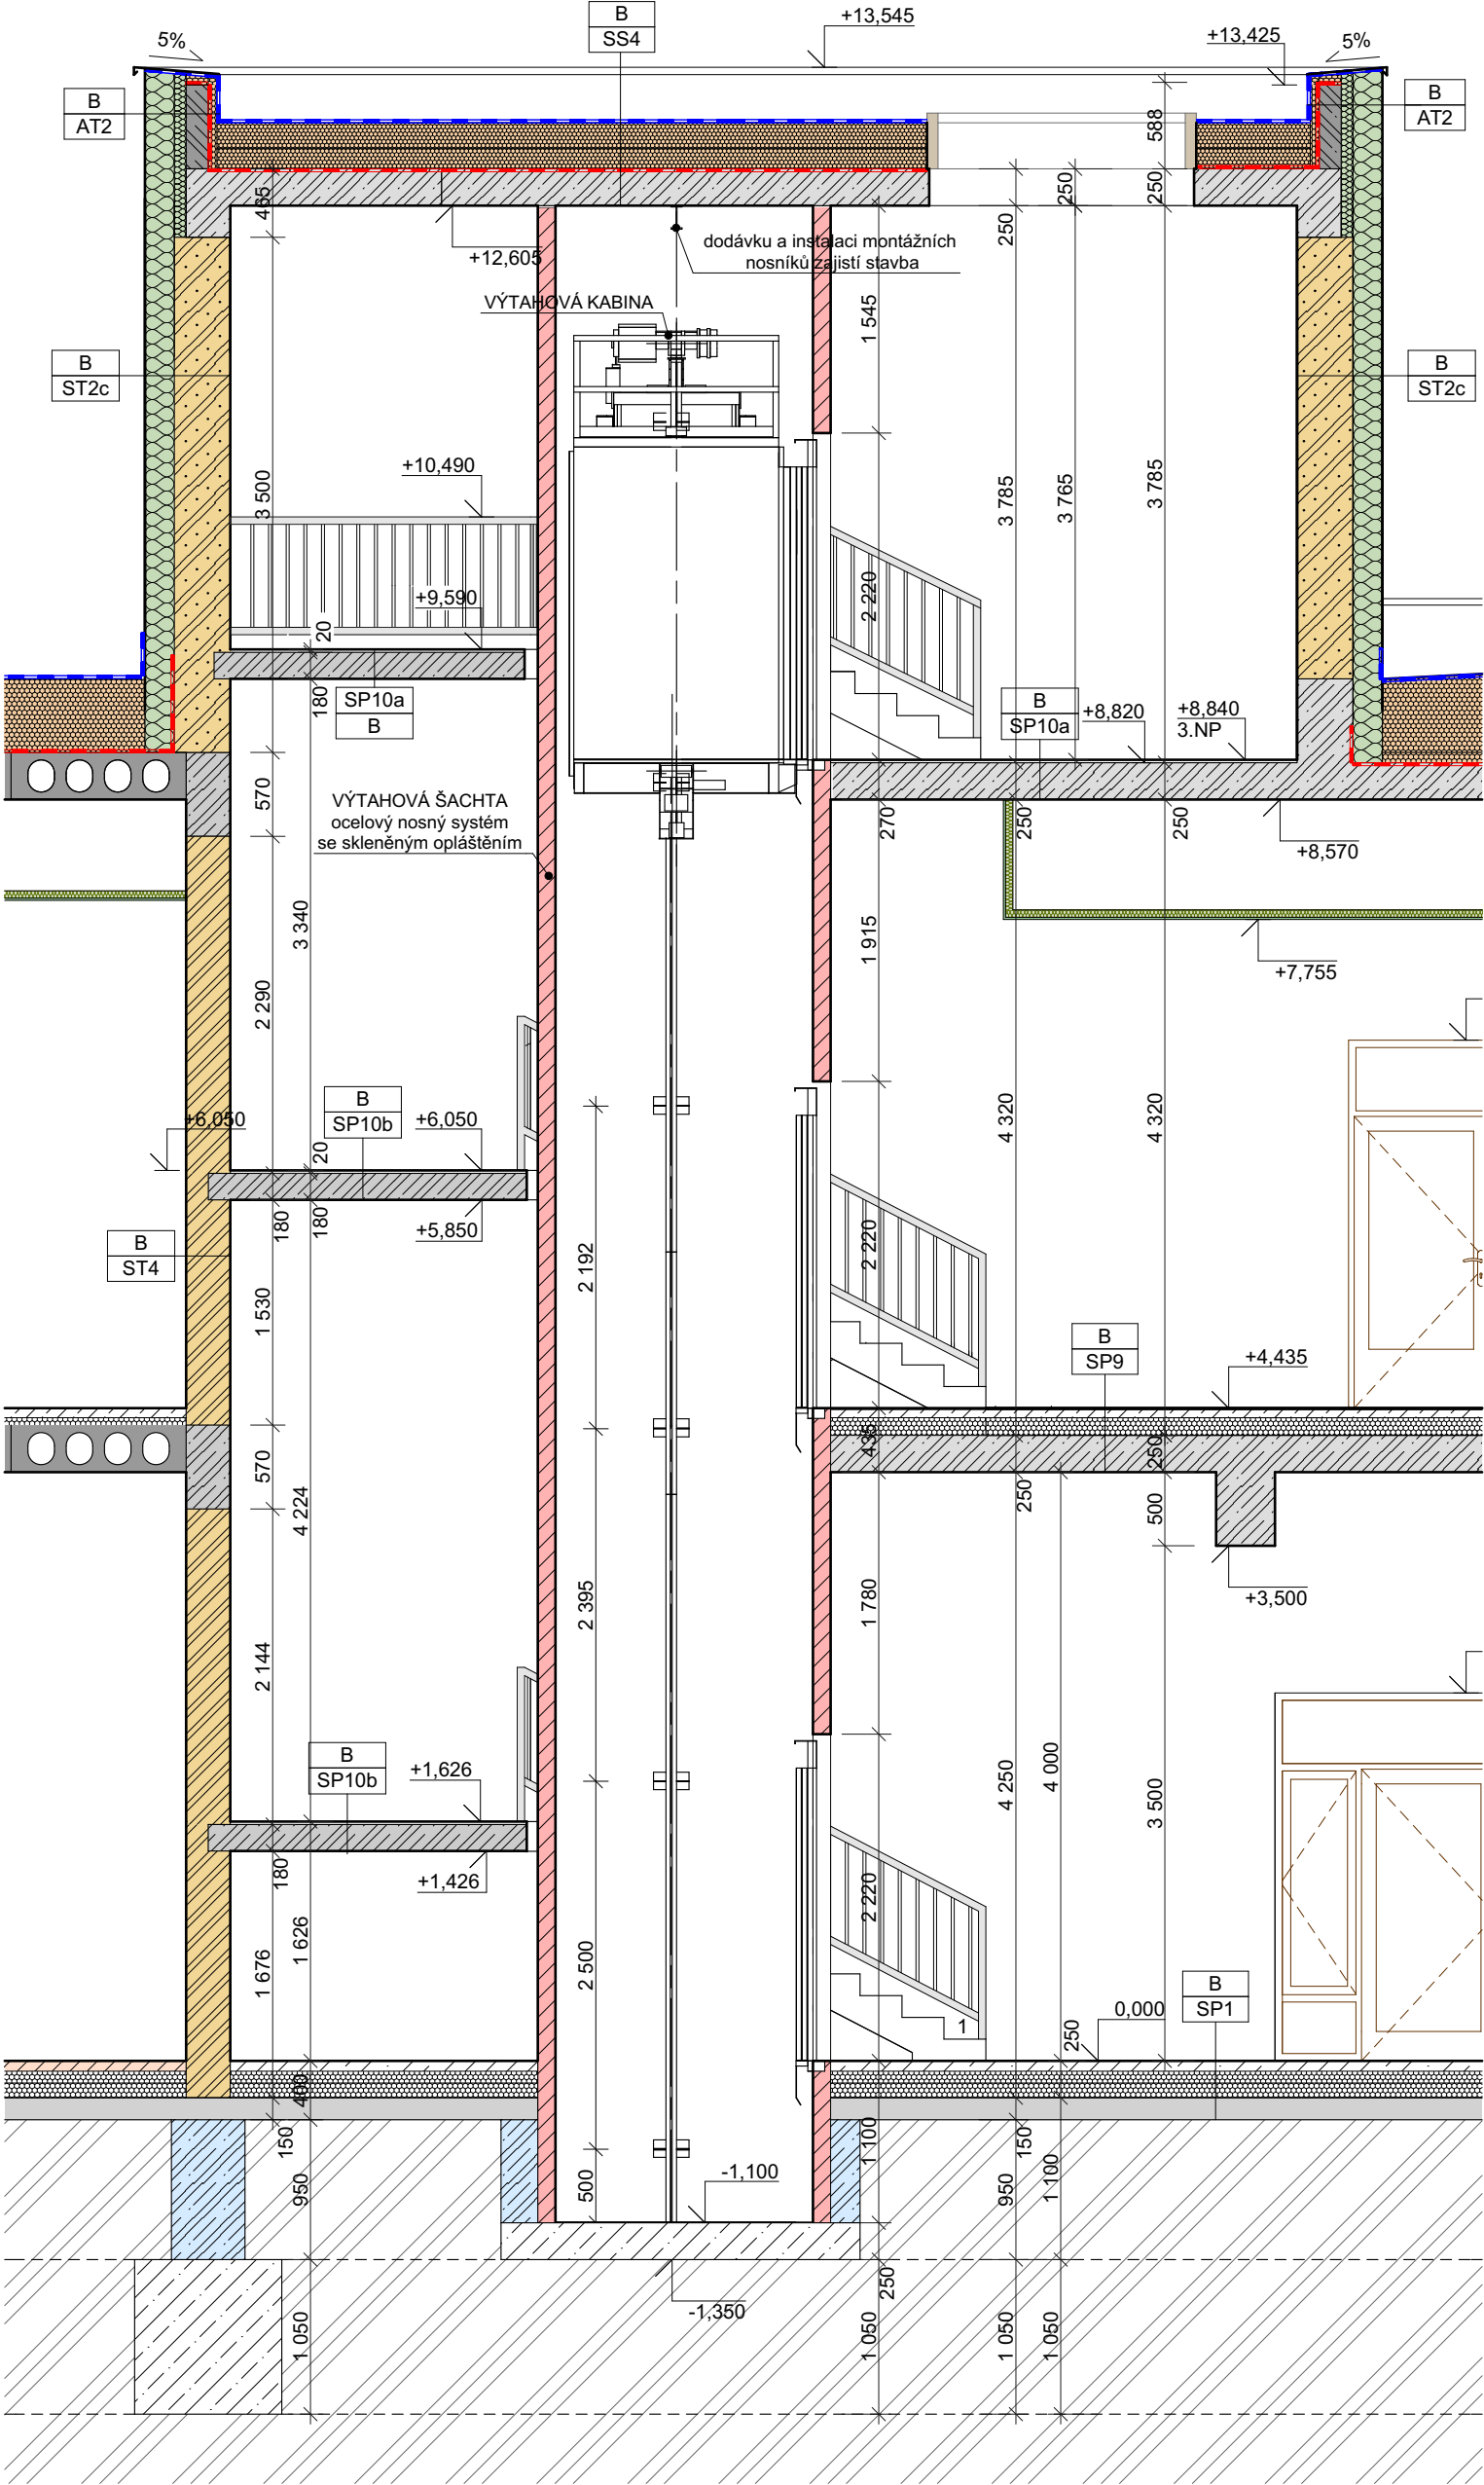 B
SS4
+13,545
5%
+13,425
5%
B
AT2
B
AT2
588
465
250
250
250
+12,605
dodávku a instalaci montážních
nosníků zajistí stavba
VÝTAHOVÁ KABINA
1 545
B
ST2c
B
ST2c
+10,490
3 500
3 785
3 765
3 785
+9,590
20
2 220
180
SP10a
B
B
SP10a
+8,820
+8,840
3.NP
570
VÝTAHOVÁ ŠACHTA
ocelový nosný systém
se skleněným opláštěním
270
250
250
+8,570
3 340
1 915
+7,755
2 290
B
SP10b
+6,050
+6,050
20
4 320
4 320
180
180
+5,850
B
ST4
2 192
2 220
1 530
B
SP9
+4,435
435
250
570
4 224
250
500
2 395
1 780
+3,500
2 144
B
SP10b
+1,626
4 250
4 000
3 500
180
+1,426
2 220
1 676
1 626
2 500
1
0,000
B
SP1
250
400
150
950
500
-1,100
1 100
150
950
1 100
-1,350
250
1 050
1 050
1 050
1 050